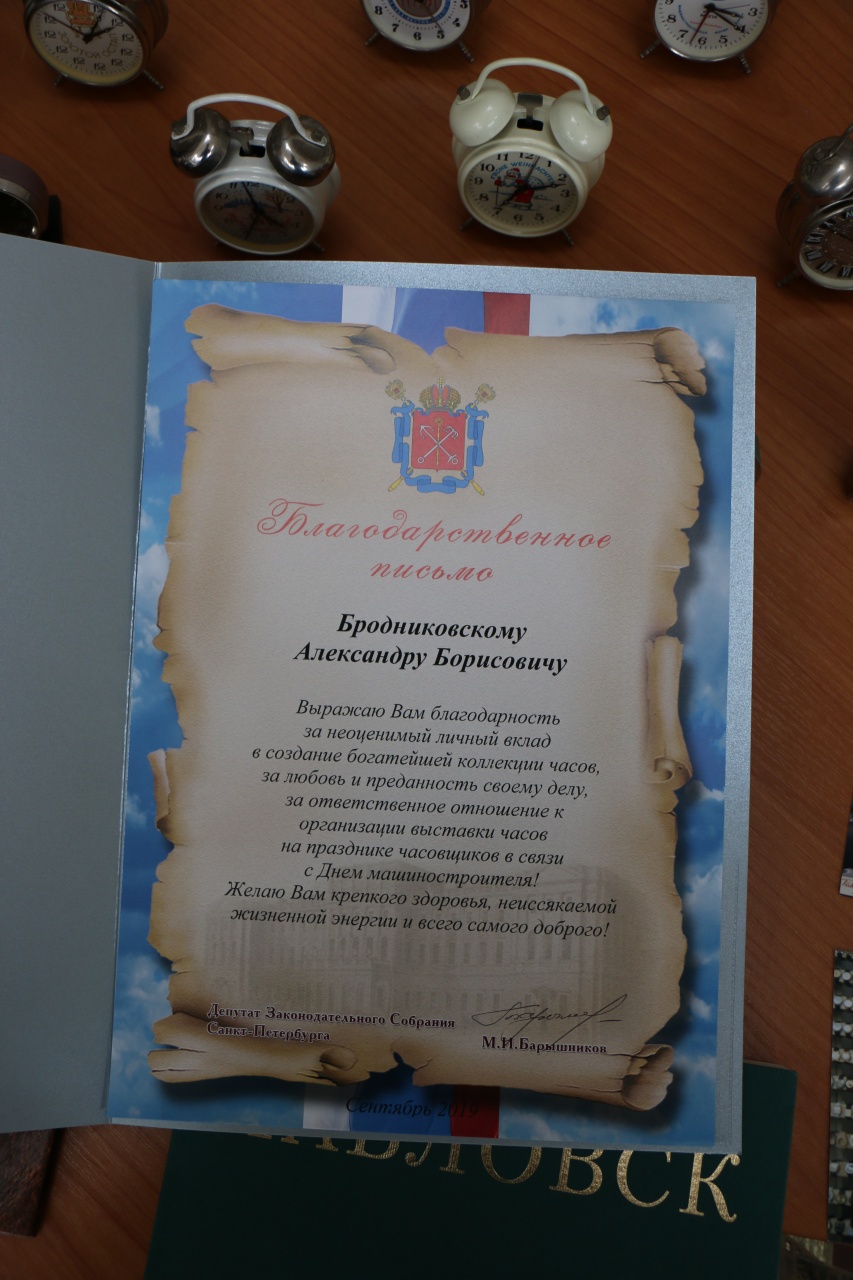 Благодарственное
письмо
Бродниковскому
Александру Борисовичу
Выражаю Вам благодарность
за неоценимый личный вклад
в создание богатейшей коллекции часов,
за любовь и преданность своему делу,
за ответственное отношение к
организации выставки часов
на празднике часовщиков в связи
с Днем машиностроителя!
Желаю Вам крепкого здоровья, неиссякаемой
жизненной энергии и всего самого доброго!
Депутат Законодательного Собрания
Санкт-Петербурга
М.И.Барышников
Сентябрь 2019
ПАВЛОВСК